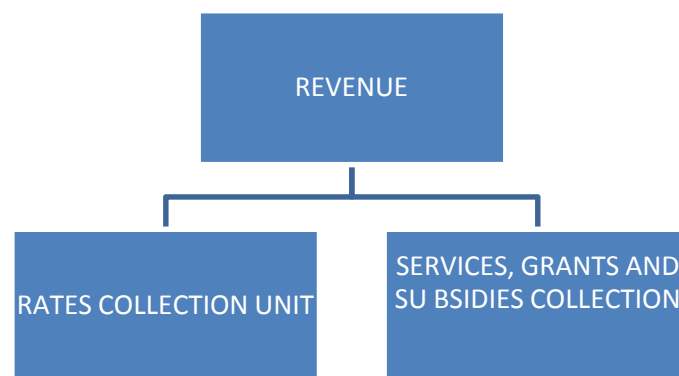 REVENUE
RATES COLLECTION UNIT
SERVICES, GRANTS AND
SU BSIDIES COLLECTION